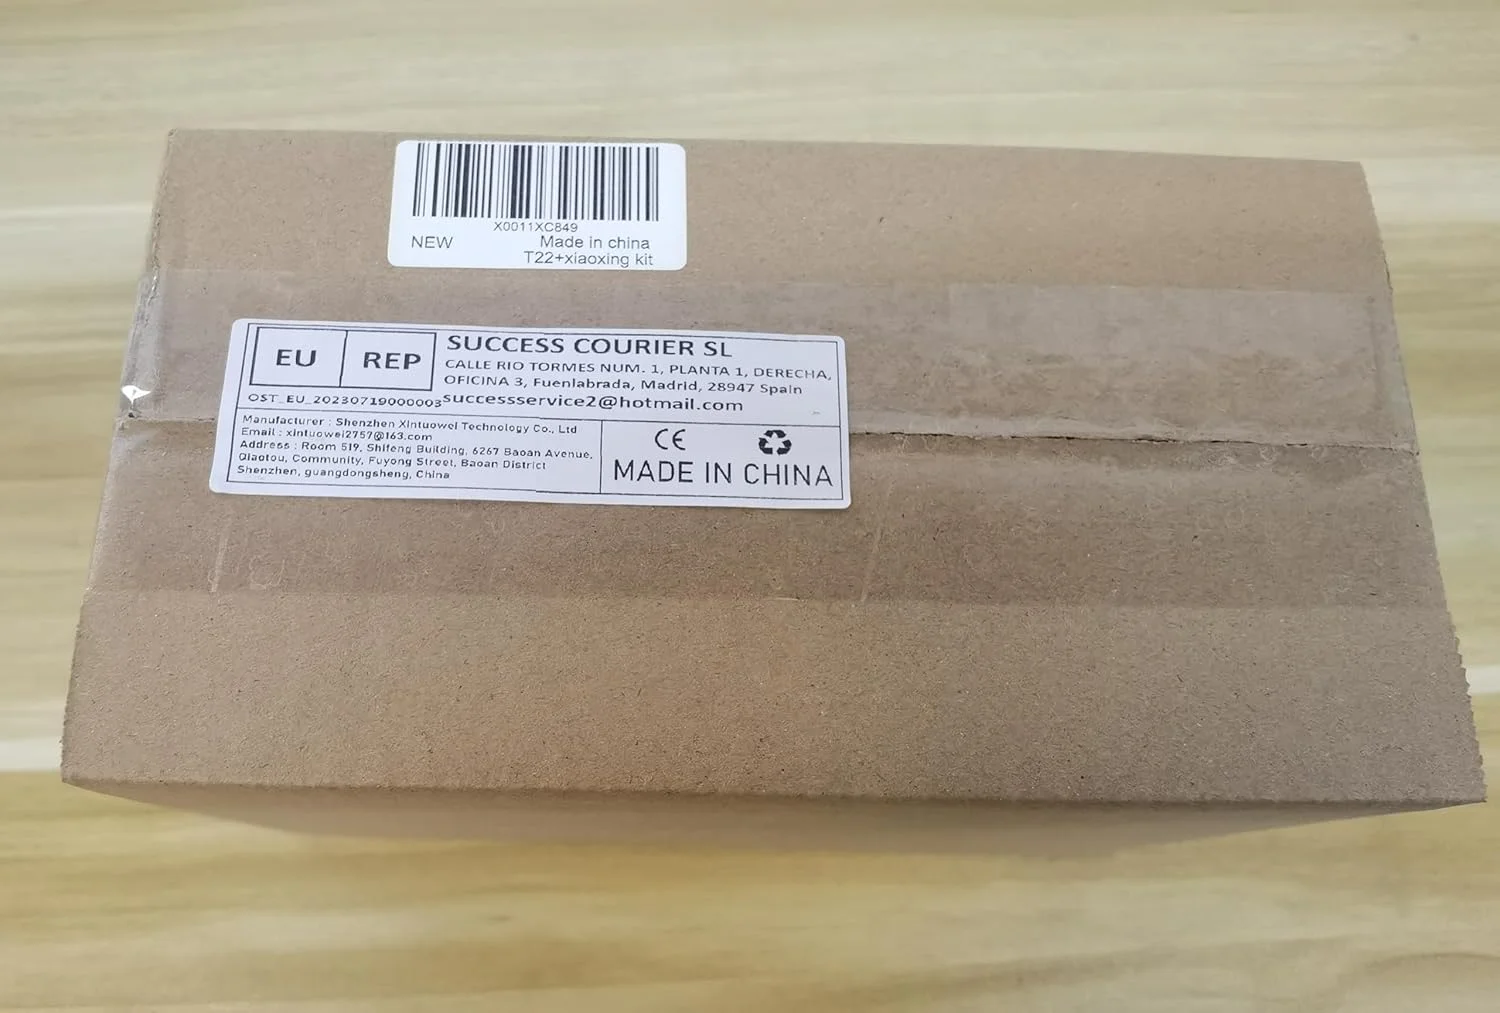 X0011XC849
NEW Made in china
T22+xiaoxing kit
EU REP
SUCCESS COURIER SL
CALLE RIO TORMES NUM. 1, PLANTA 1, DERECHA,
OFICINA 3, Fuenlabrada, Madrid, 28947 Spain
OST_EU_20230719000003 successservice2@hotmail.com
Manufacturer : Shenzhen Xintuowei Technology Co., Ltd
Email : xintuowei2757@163.com
Address : Room 519, Shifeng Building, 6267 Baoan Avenue,
Qiaotou, Community, Fuyong Street, Baoan District
Shenzhen, guangdongsheng, China
CE
MADE IN CHINA